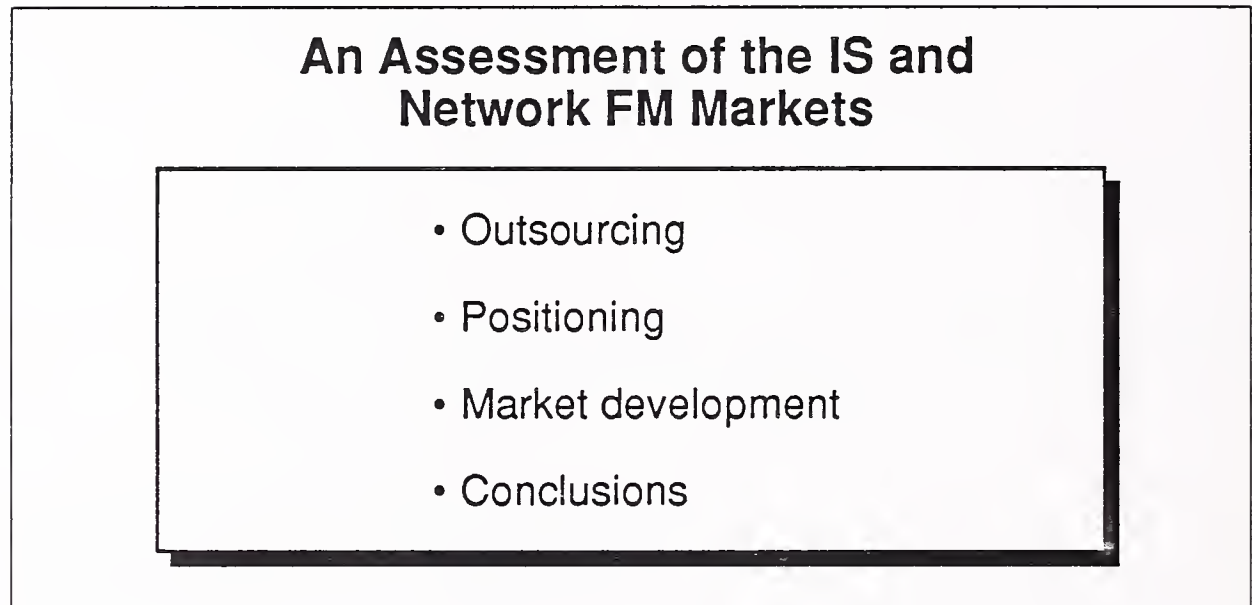 An Assessment of the IS and
Network FM Markets
• Outsourcing
• Positioning
• Market development
• Conclusions